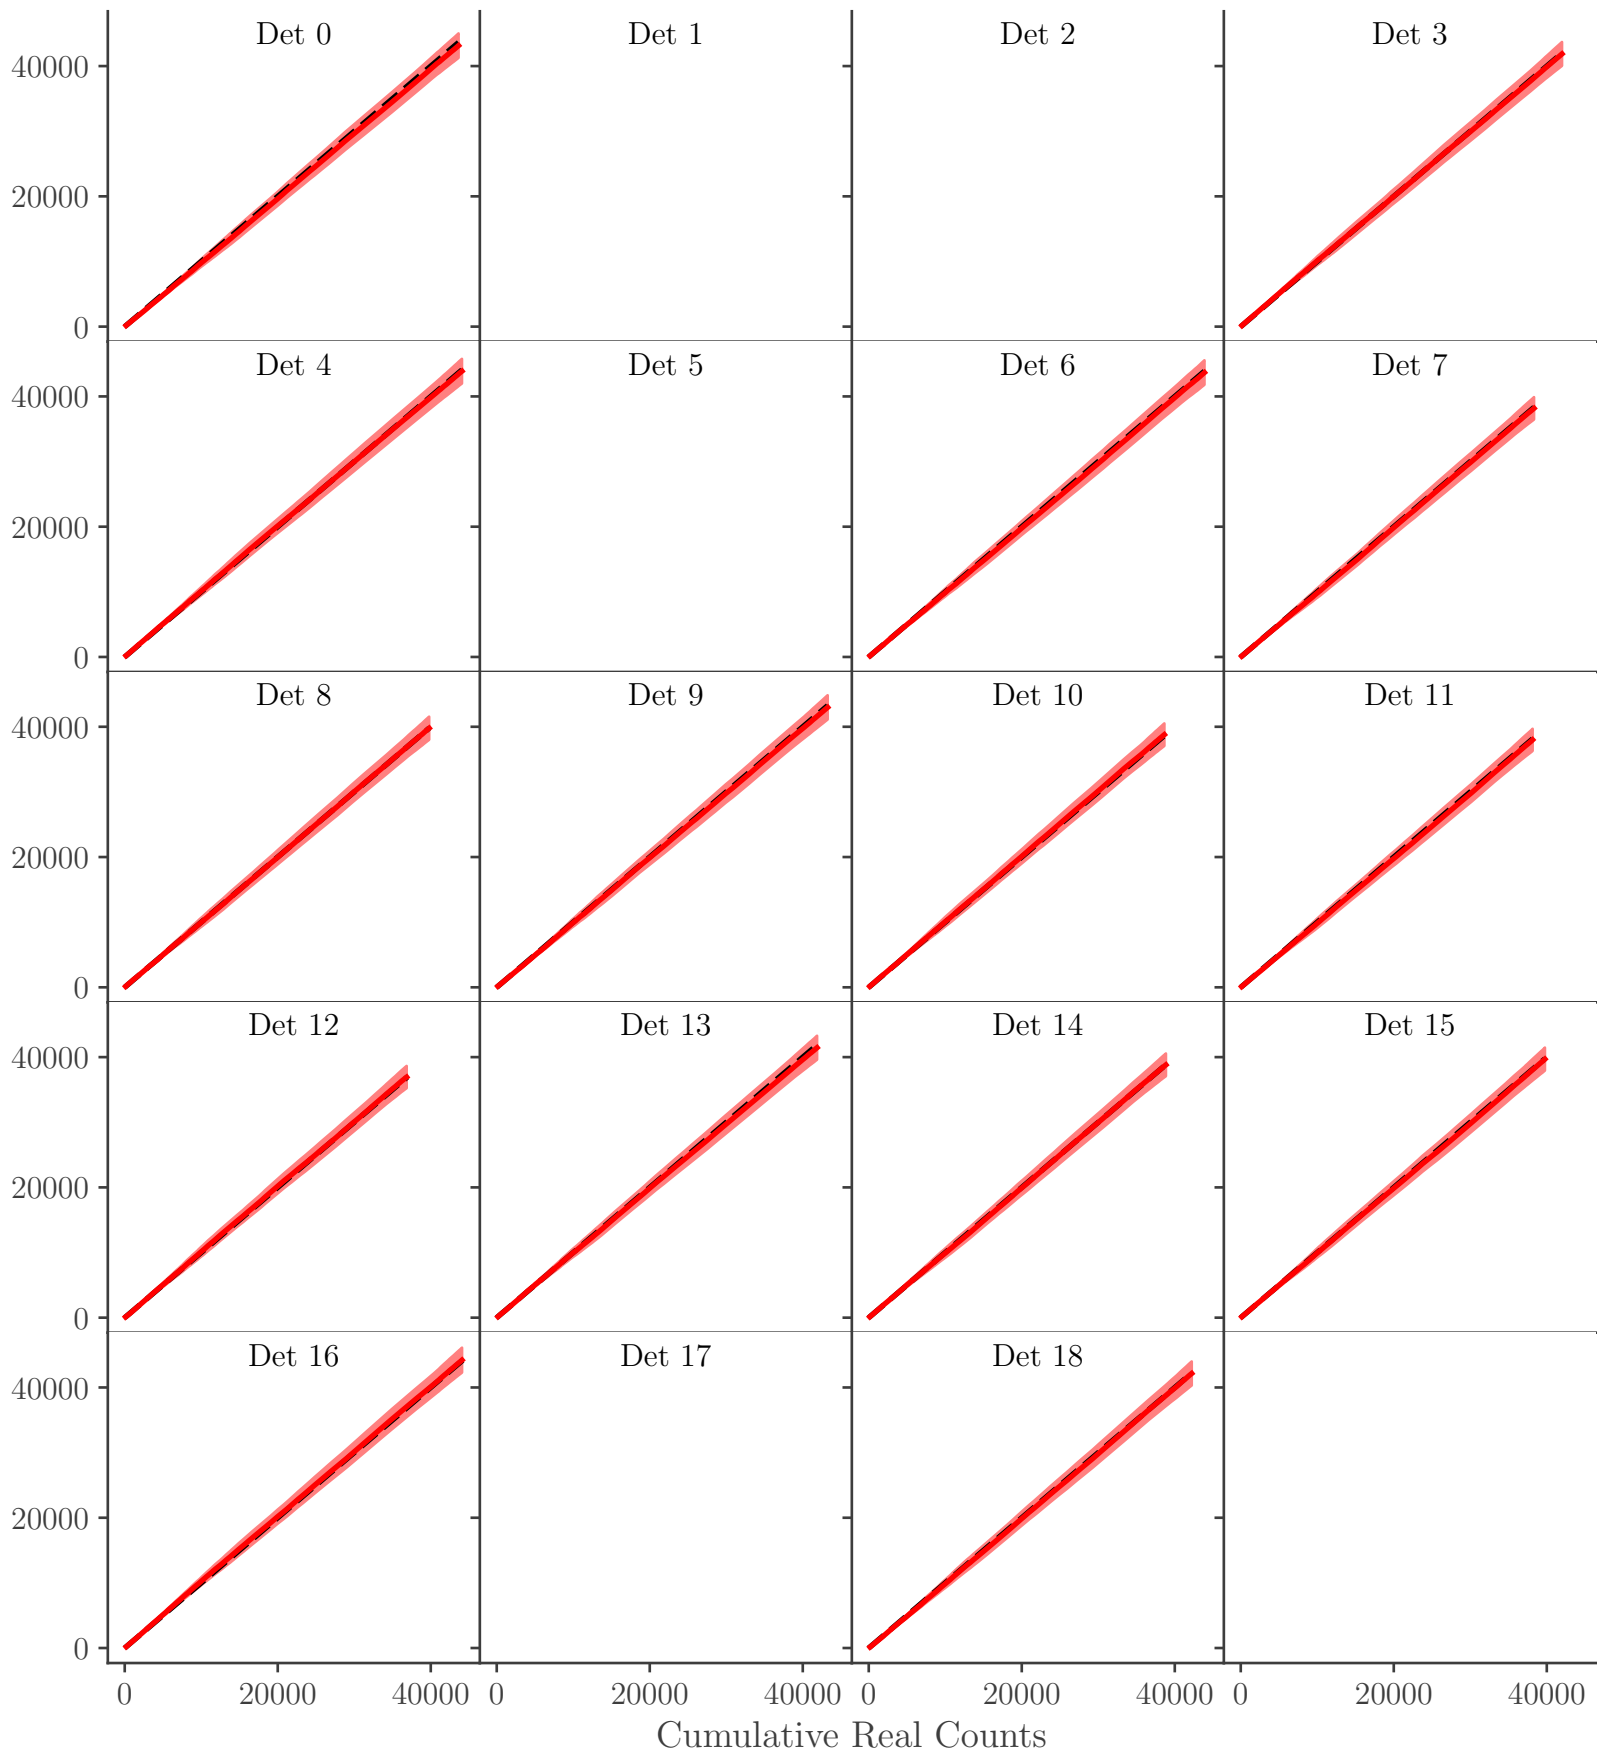 Det 0 Det 1 Det 2 Det 3
40000
20000
0
Det 4 Det 5 Det 6 Det 7
40000
20000
0
Det 8 Det 9 Det 10 Det 11
40000
20000
0
Det 12 Det 13 Det 14 Det 15
40000
20000
0
Det 16 Det 17 Det 18
40000
20000
0
0 20000 40000 0 20000 40000 0 20000 40000 0 20000 40000
Cumulative Real Counts